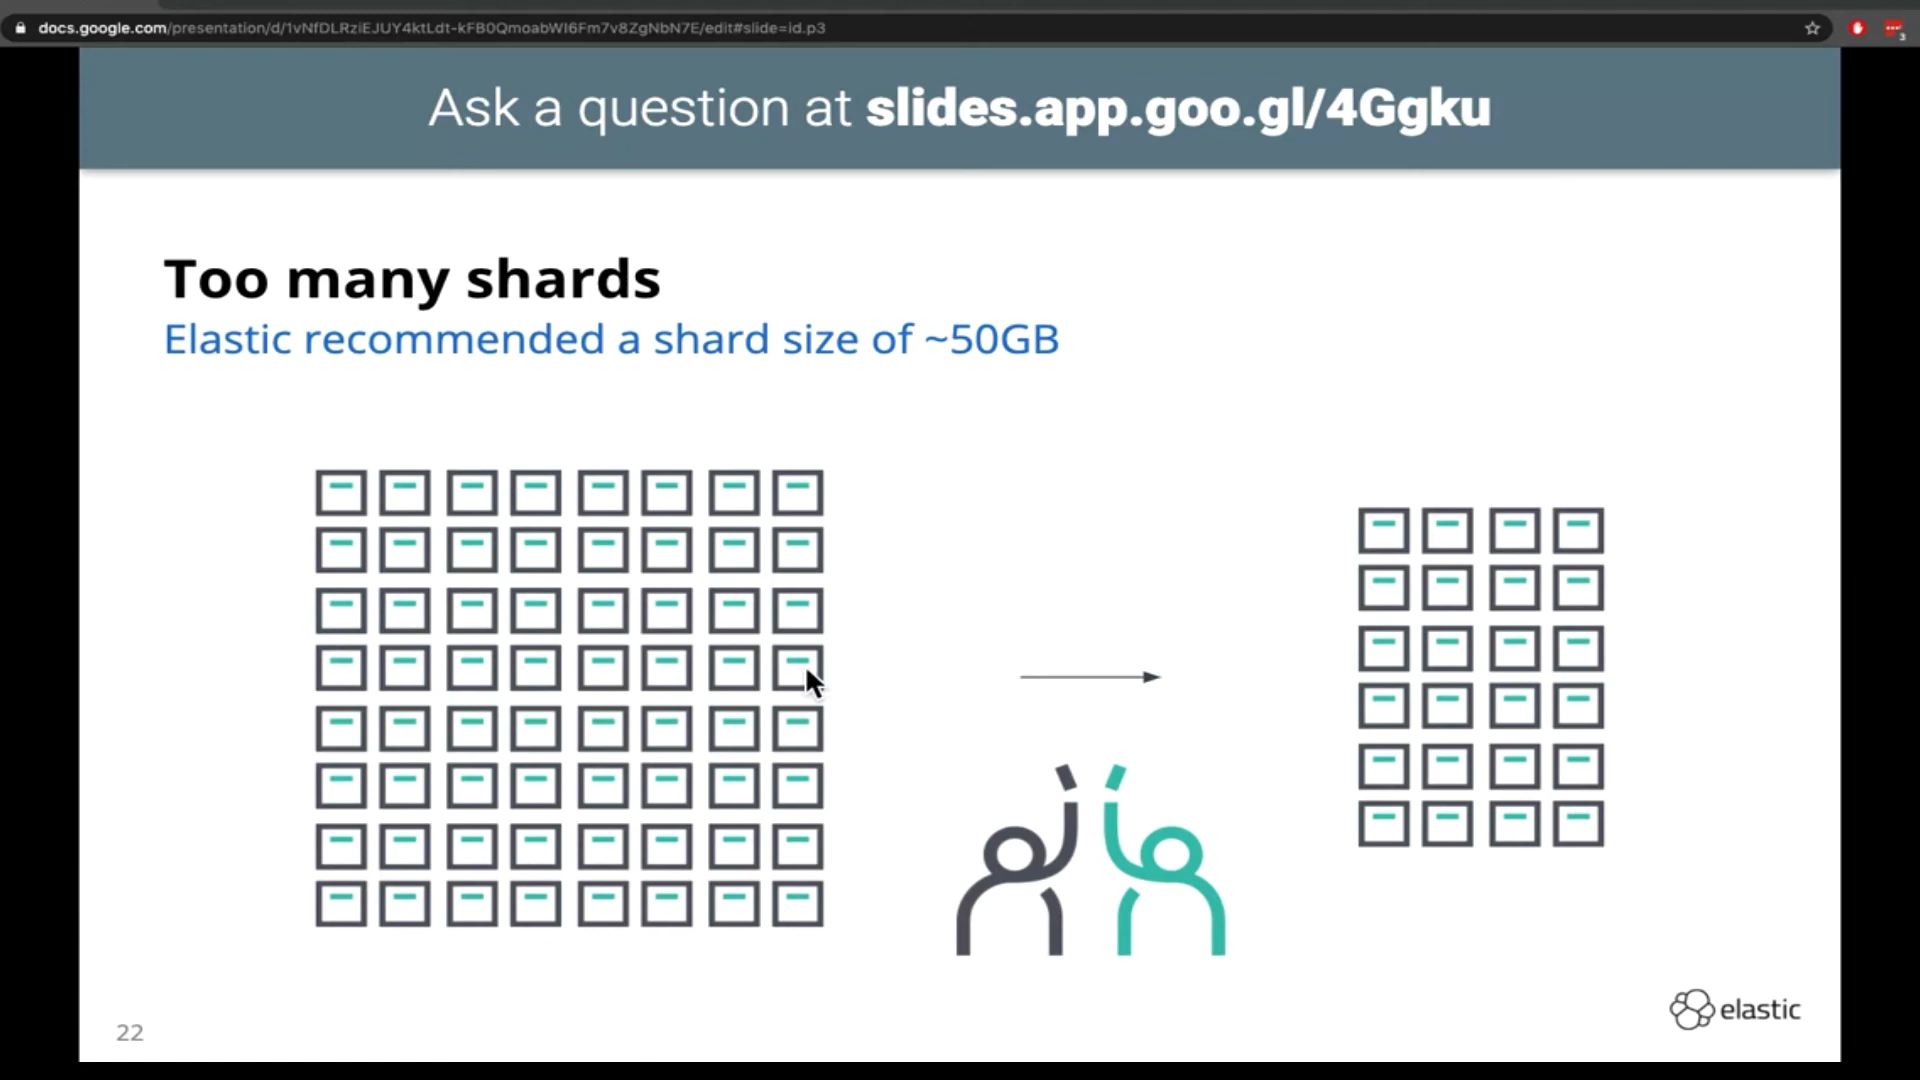 docs.google.com/presentation/d/1vNfDLRziEJUY4ktLdt-kFB0QmoabWI6Fm7v8ZgNbN7E/edit#slide=id.p3
3
Ask a question at slides.app.goo.gl/4Ggku
Too many shards
Elastic recommended a shard size of ~50GB
22
elastic